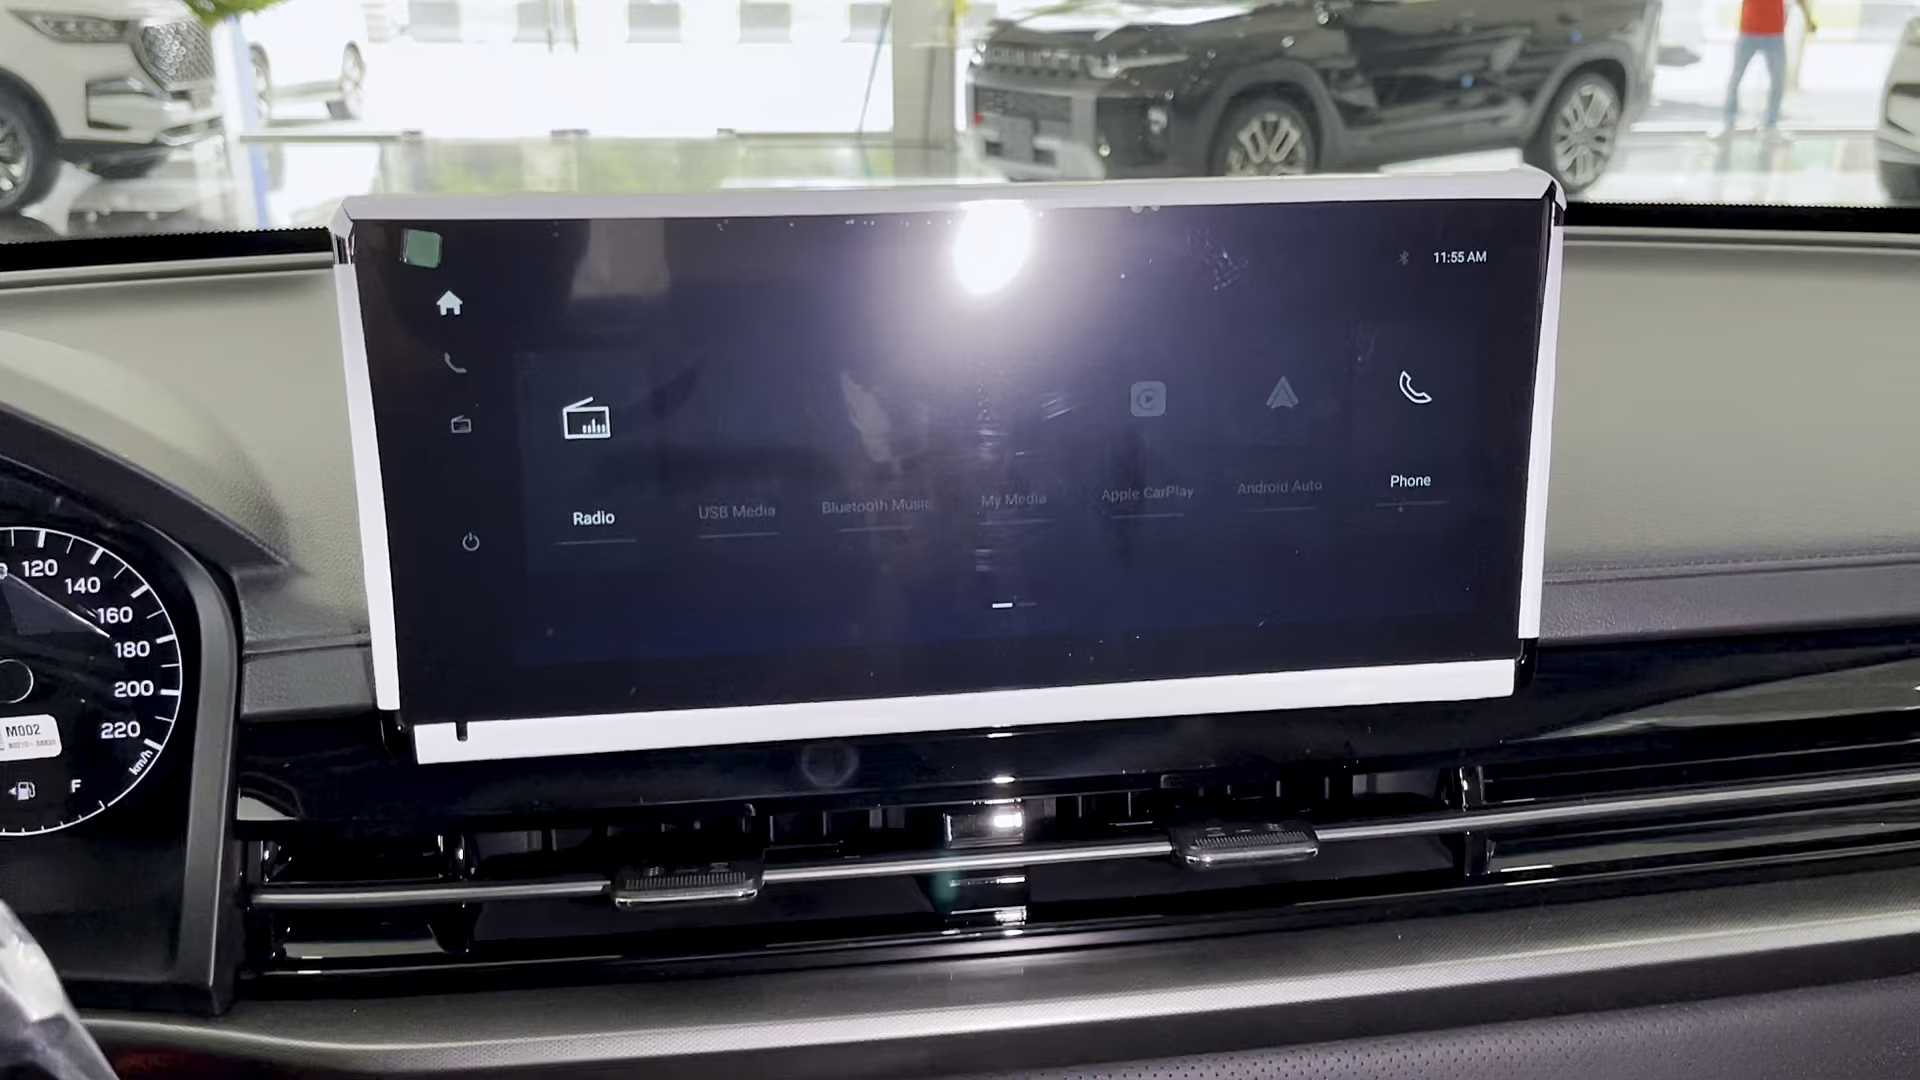 11:55 AM
Radio
USB Media
Bluetooth Music
My Media
Apple CarPlay
Android Auto
Phone
120
140
160
180
200
220
km/h
M002
F